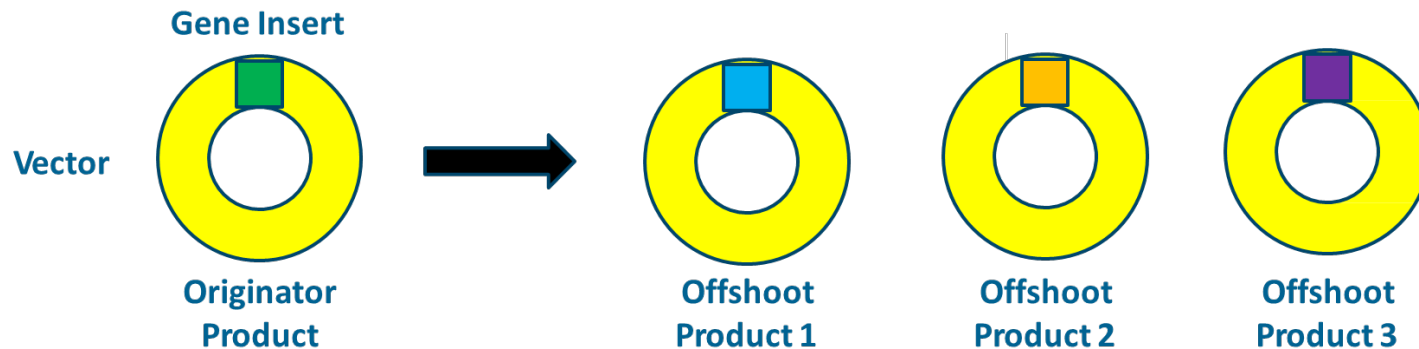 Gene Insert
Vector
Originator
Product
Offshoot
Product 1
Offshoot
Product 2
Offshoot
Product 3